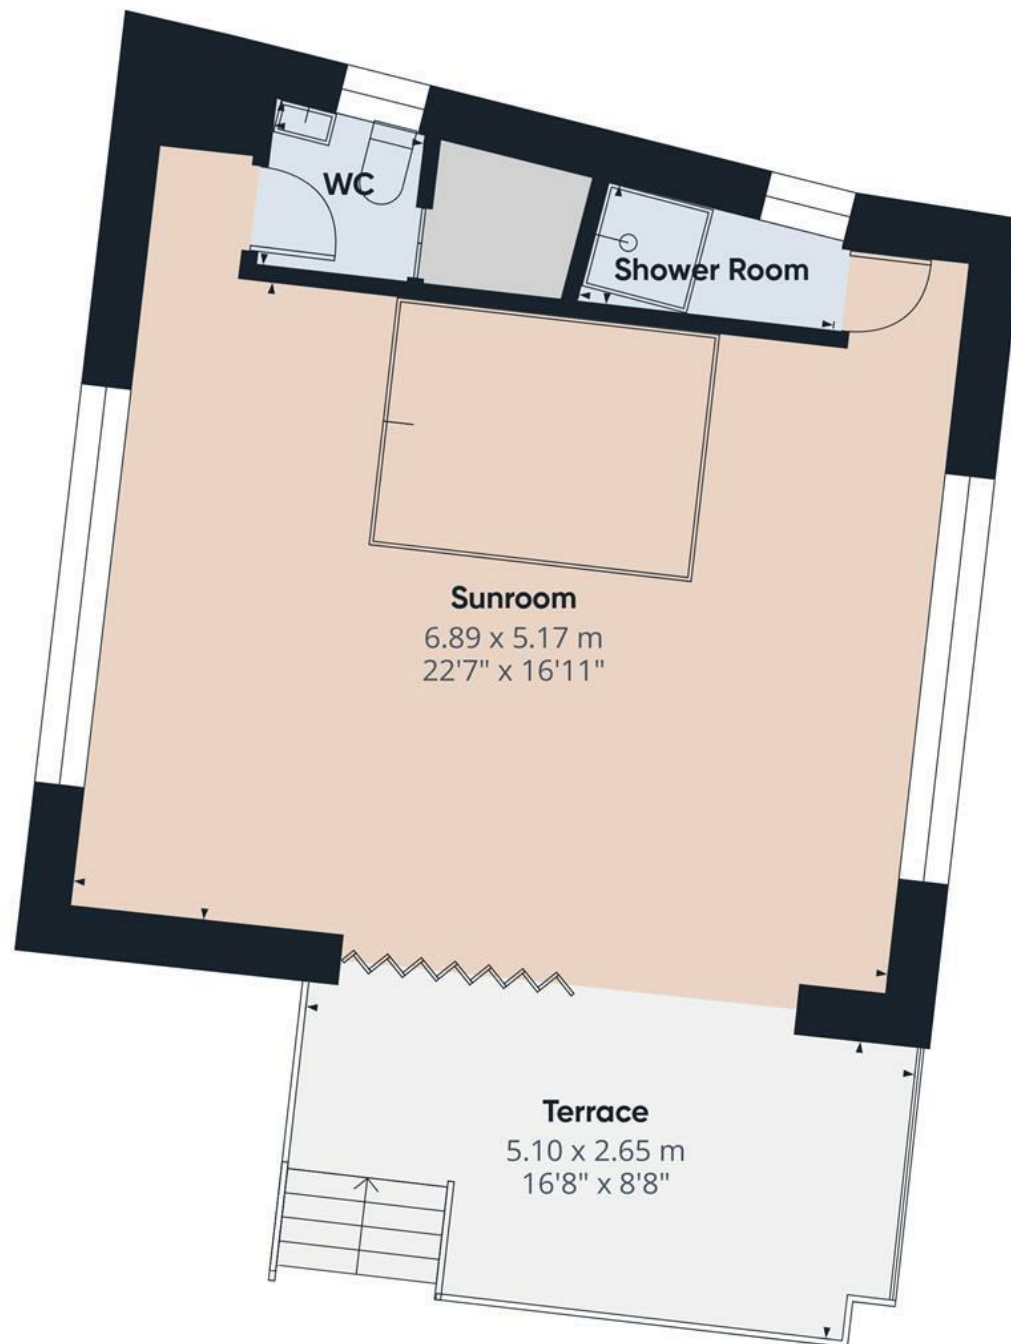 WC
Shower Room
Sunroom
6.89 x 5.17 m
22'7" x 16'11"
Terrace
5.10 x 2.65 m
16'8" x 8'8"